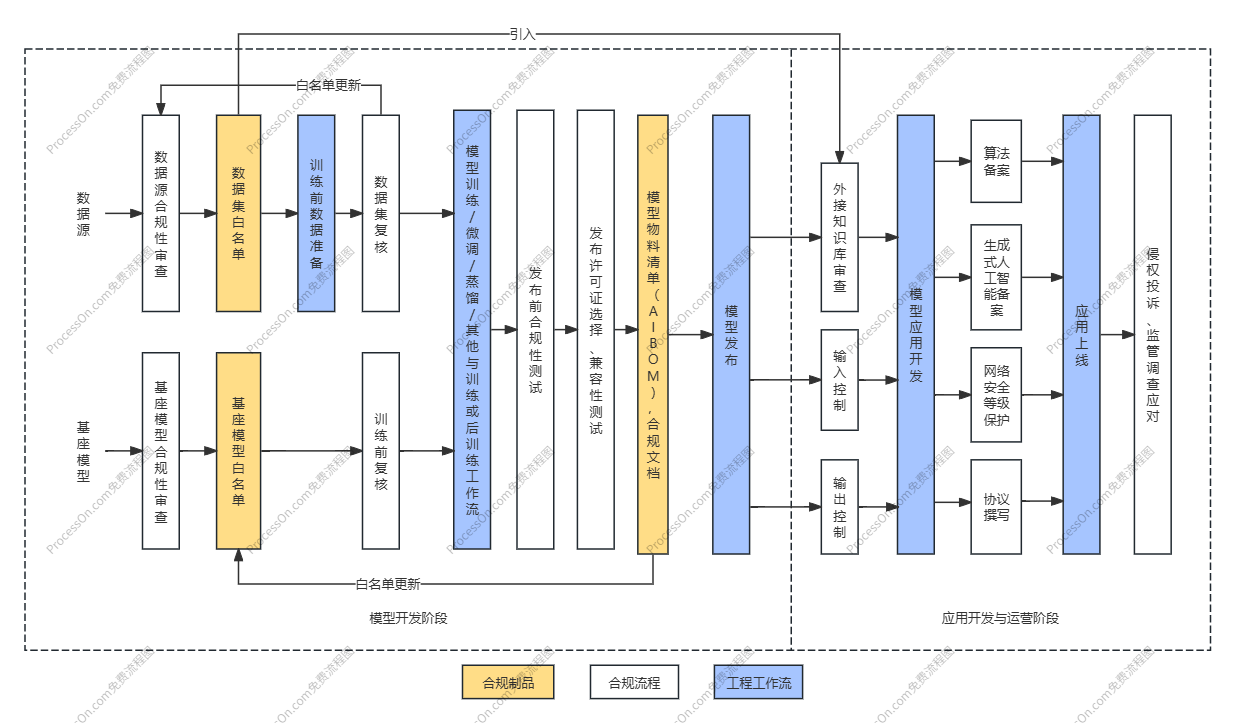 引入
白名单更新
数据源
数据源合规性审查
数据集白名单
训练前数据准备
数据集复核
基座模型
基座模型合规性审查
基座模型白名单
训练前复核
模型训练/微调/蒸馏/其他与训练或后训练工作流
发布前合规性测试
发布许可证选择、兼容性测试
模型物料清单（AIBOM），合规文档
模型发布
白名单更新
模型开发阶段
外接知识库审查
输入控制
输出控制
模型应用开发
算法
备案
生成
式人
工智
能备
案
网络
安全
等级
保护
协议
撰写
应用上线
侵权投诉、监管调查应对
应用开发与运营阶段
合规制品
合规流程
工程工作流
ProcessOn.com免费流程图